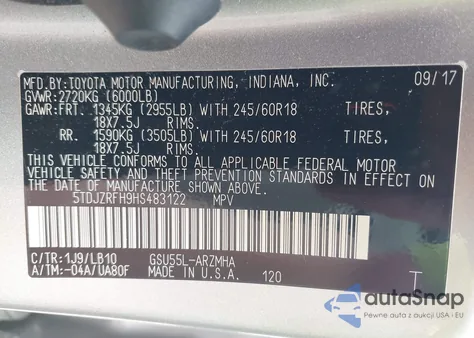 MFD.BY:TOYOTA MOTOR MANUFACTURING, INDIANA, INC. 09/17
GVWR:2720KG (6000LB)
GAWR:FRT. 1345KG (2955LB) WITH 245/60R18 TIRES,
18X7.5J RIMS.
RR. 1590KG (3505LB) WITH 245/60R18 TIRES,
18X7.5J RIMS.
THIS VEHICLE CONFORMS TO ALL APPLICABLE FEDERAL MOTOR
VEHICLE SAFETY AND THEFT PREVENTION STANDARDS IN EFFECT ON
THE DATE OF MANUFACTURE SHOWN ABOVE.
5TDJZRFH9HS483122 MPV
C/TR:1J9/LB10 GSU55L-ARZMHA
A/TM:-04A/UA80F MADE IN U.S.A. 120 T
autoSnap
Pewne auta z USA i EU